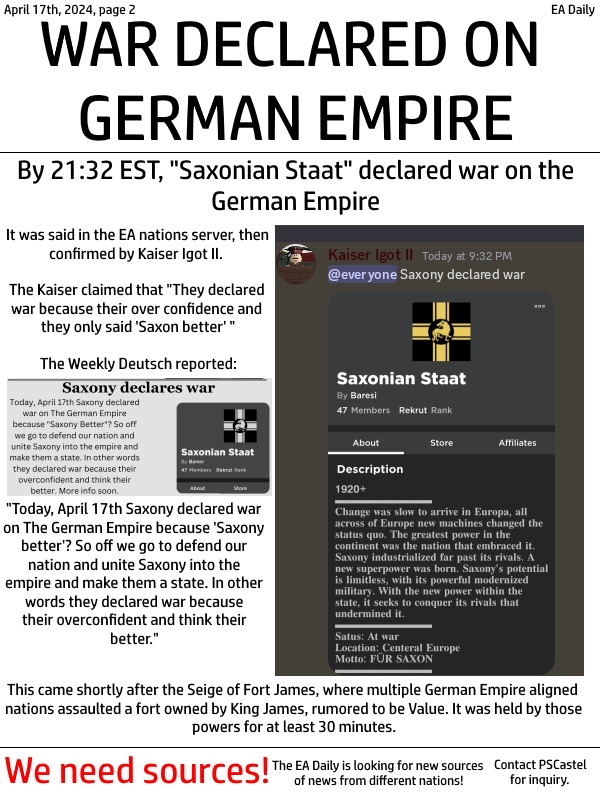 April 17th, 2024, page 2
EA Daily
WAR DECLARED ON
GERMAN EMPIRE
By 21:32 EST, "Saxonian Staat" declared war on the
German Empire
It was said in the EA nations server, then
confirmed by Kaiser Igot II.
The Kaiser claimed that "They declared
war because their over confidence and
they only said 'Saxon better' "
The Weekly Deutsch reported:
Saxony declares war
Today, April 17th Saxony declared
war on The German Empire
because "Saxony Better"? So off
we go to defend our nation and
unite Saxony into the empire and
make them a state. In other words
they declared war because their
overconfident and think their
better. More info soon.
Saxonian Staat
By Baresi
47 Members Rekrut Rank
About Store
"Today, April 17th Saxony declared war
on The German Empire because 'Saxony
better'? So off we go to defend our
nation and unite Saxony into the
empire and make them a state. In other
words they declared war because
their overconfident and think their
better."
Kaiser Igot II Today at 9:32 PM
@everyone Saxony declared war
Saxonian Staat
By Baresi
47 Members Rekrut Rank
About Store Affiliates
Description
1920+
Change was slow to arrive in Europa, all
across of Europe new machines changed the
status quo. The greatest power in the
continent was the nation that embraced it.
Saxony industrialized far past its rivals. A
new superpower was born. Saxony's potential
is limitless, with its powerful modernized
military. With the new power within the
state, it seeks to conquer its rivals that
undermined it.
Satus: At war
Location: Centeral Europe
Motto: FÜR SAXON
This came shortly after the Seige of Fort James, where multiple German Empire aligned
nations assaulted a fort owned by King James, rumored to be Value. It was held by those
powers for at least 30 minutes.
We need sources!
The EA Daily is looking for new sources
of news from different nations!
Contact PSCastel
for inquiry.